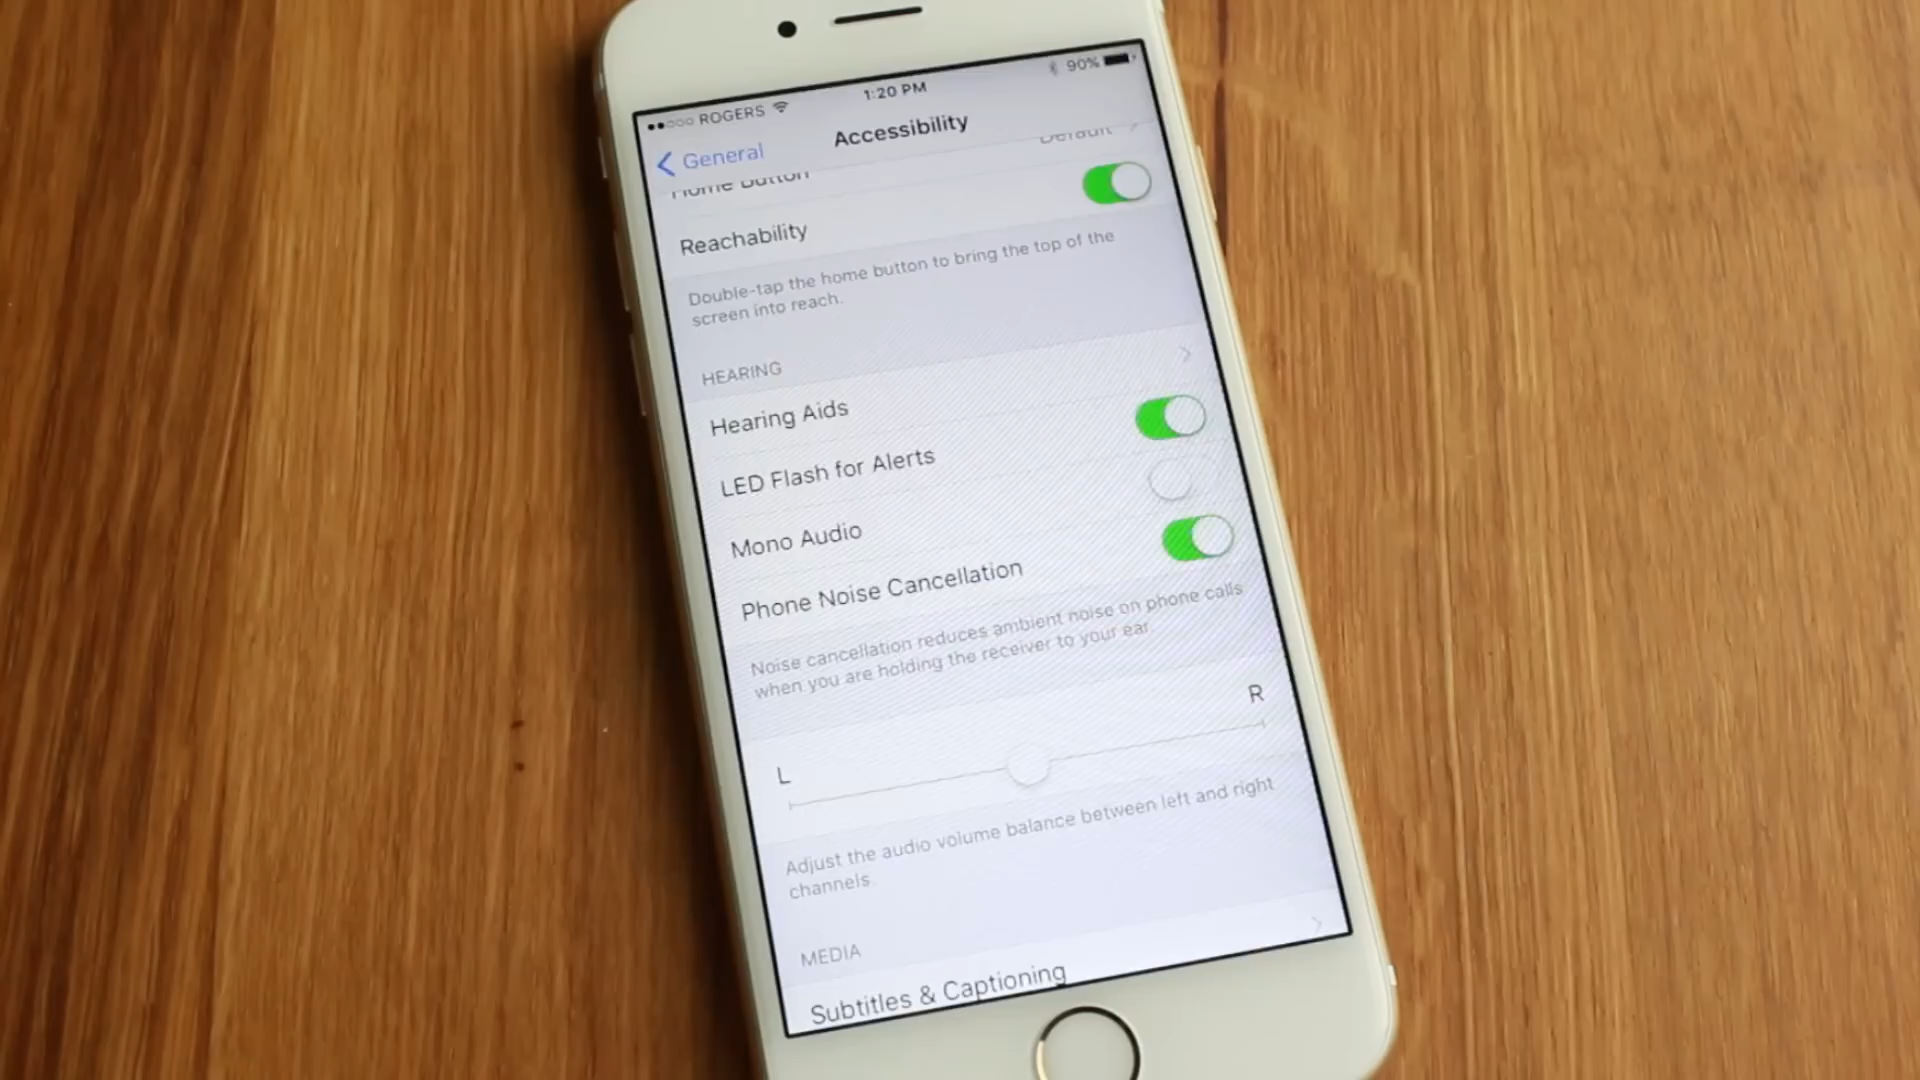 ROGERS 1:20 PM 90%
General Accessibility
Home Button Default
Reachability
Double-tap the home button to bring the top of the
screen into reach.
HEARING
Hearing Aids
LED Flash for Alerts
Mono Audio
Phone Noise Cancellation
Noise cancellation reduces ambient noise on phone calls
when you are holding the receiver to your ear.
L R
Adjust the audio volume balance between left and right
channels.
MEDIA
Subtitles & Captioning